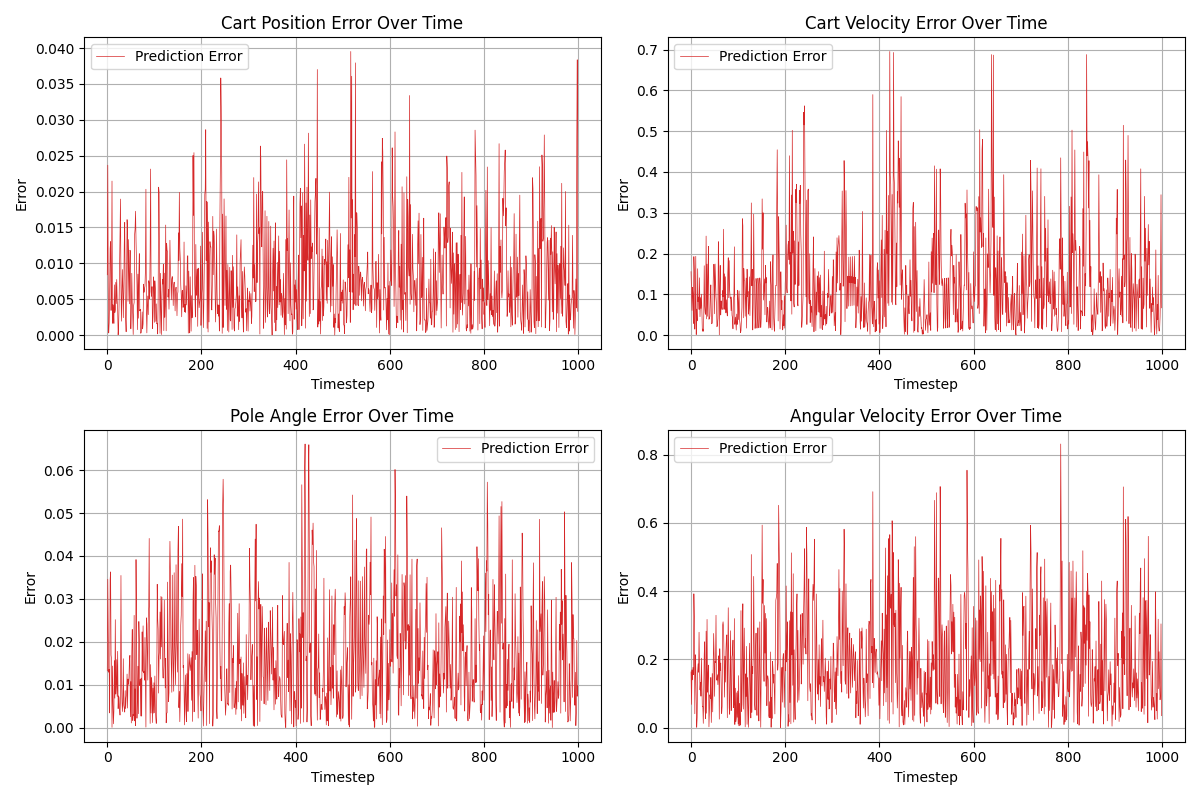 Cart Position Error Over Time
Prediction Error
Error
0.040
0.035
0.030
0.025
0.020
0.015
0.010
0.005
0.000
0 200 400 600 800 1000
Timestep
Cart Velocity Error Over Time
Prediction Error
Error
0.7
0.6
0.5
0.4
0.3
0.2
0.1
0.0
0 200 400 600 800 1000
Timestep
Pole Angle Error Over Time
Prediction Error
Error
0.06
0.05
0.04
0.03
0.02
0.01
0.00
0 200 400 600 800 1000
Timestep
Angular Velocity Error Over Time
Prediction Error
Error
0.8
0.6
0.4
0.2
0.0
0 200 400 600 800 1000
Timestep